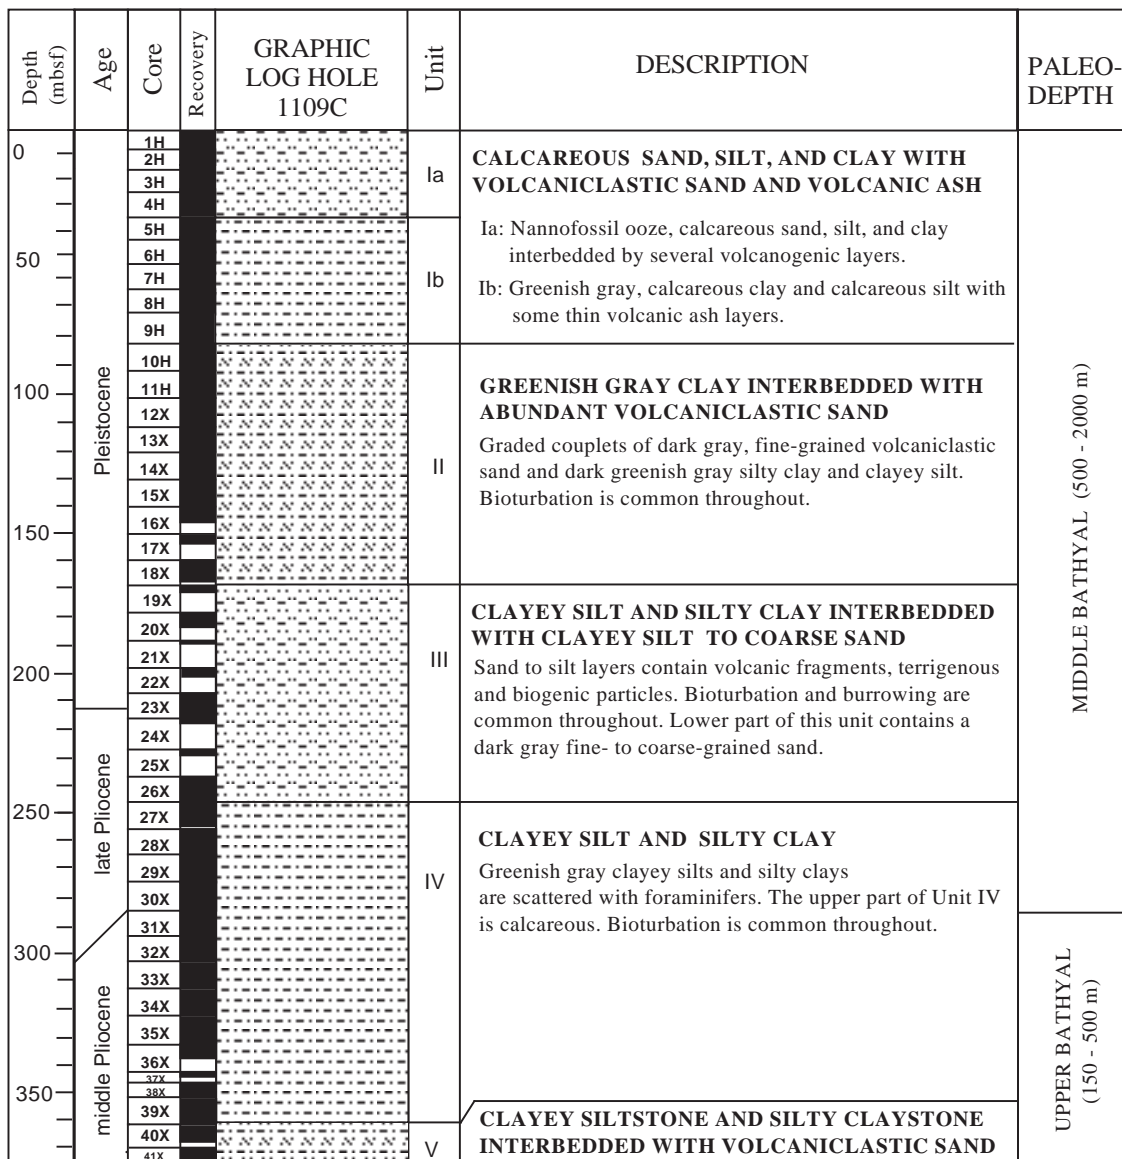 Depth
(mbsf)
Age
Core
Recovery
GRAPHIC
LOG HOLE
1109C
Unit
DESCRIPTION
PALEO-
DEPTH
0
50
100
150
200
250
300
350
Pleistocene
late Pliocene
middle Pliocene
1H
2H
3H
4H
5H
6H
7H
8H
9H
10H
11H
12X
13X
14X
15X
16X
17X
18X
19X
20X
21X
22X
23X
24X
25X
26X
27X
28X
29X
30X
31X
32X
33X
34X
35X
36X
37X
38X
39X
40X
41X
Ia
Ib
II
III
IV
V
CALCAREOUS SAND, SILT, AND CLAY WITH
VOLCANICLASTIC SAND AND VOLCANIC ASH
Ia: Nannofossil ooze, calcareous sand, silt, and clay
interbedded by several volcanogenic layers.
Ib: Greenish gray, calcareous clay and calcareous silt with
some thin volcanic ash layers.
GREENISH GRAY CLAY INTERBEDDED WITH
ABUNDANT VOLCANICLASTIC SAND
Graded couplets of dark gray, fine-grained volcaniclastic
sand and dark greenish gray silty clay and clayey silt.
Bioturbation is common throughout.
CLAYEY SILT AND SILTY CLAY INTERBEDDED
WITH CLAYEY SILT TO COARSE SAND
Sand to silt layers contain volcanic fragments, terrigenous
and biogenic particles. Bioturbation and burrowing are
common throughout. Lower part of this unit contains a
dark gray fine- to coarse-grained sand.
CLAYEY SILT AND SILTY CLAY
Greenish gray clayey silts and silty clays
are scattered with foraminifers. The upper part of Unit IV
is calcareous. Bioturbation is common throughout.
CLAYEY SILTSTONE AND SILTY CLAYSTONE
INTERBEDDED WITH VOLCANICLASTIC SAND
MIDDLE BATHYAL (500 - 2000 m)
UPPER BATHYAL
(150 - 500 m)